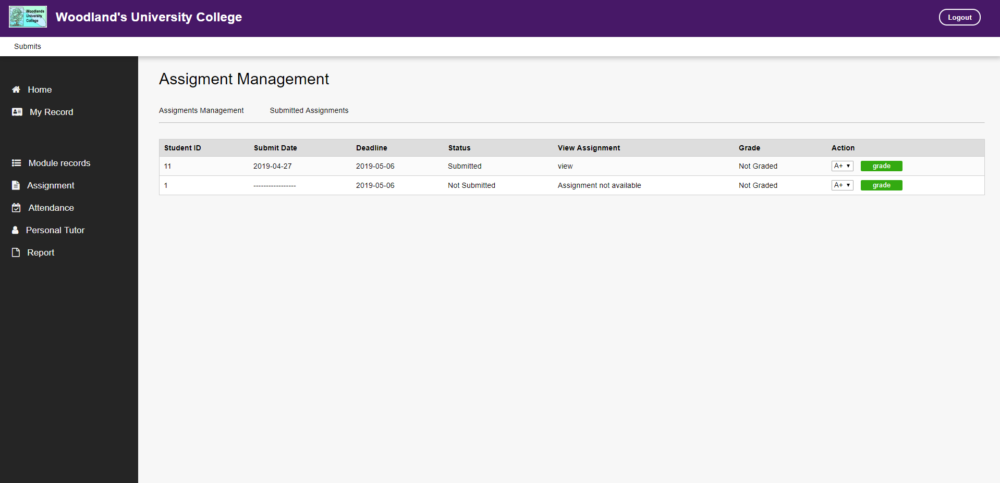 Woodlands
University
College
Woodland's University College
Logout
Submits
Home
My Record
Module records
Assignment
Attendance
Personal Tutor
Report
Assigment Management
Assigments Management Submitted Assignments
Student ID Submit Date Deadline Status View Assignment Grade Action
11 2019-04-27 2019-05-06 Submitted view Not Graded A+ grade
1 ----------------- 2019-05-06 Not Submitted Assignment not available Not Graded A+ grade